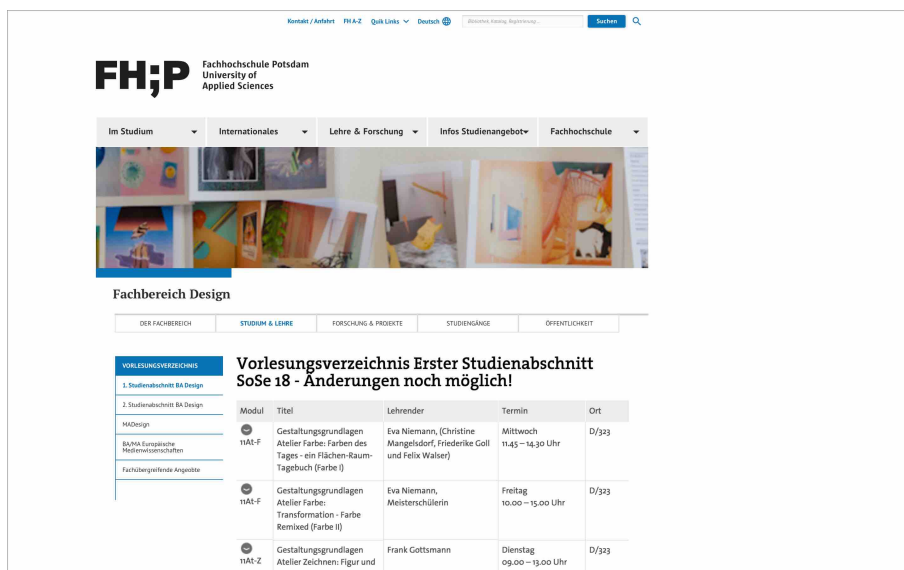 Kontakt / Anfahrt FH A-Z Quik Links Deutsch Bibliothek, Katalog, Registrierung... Suchen
FH;P
Fachhochschule Potsdam
University of
Applied Sciences
Im Studium Internationales Lehre & Forschung Infos Studienangebot Fachhochschule
Fachbereich Design
DER FACHBEREICH STUDIUM & LEHRE FORSCHUNG & PROJEKTE STUDIENGÄNGE ÖFFENTLICHKEIT
VORLESUNGSVERZEICHNIS
1. Studienabschnitt BA Design
2. Studienabschnitt BA Design
MADesign
BA/MA Europäische
Medienwissenschaften
Fachübergreifende Angeobte
Vorlesungsverzeichnis Erster Studienabschnitt
SoSe 18 - Änderungen noch möglich!
Modul Titel Lehrender Termin Ort
11At-F
Gestaltungsgrundlagen
Atelier Farbe: Farben des
Tages - ein Flächen-Raum-
Tagebuch (Farbe I)
Eva Niemann, (Christine
Mangelsdorf, Friederike Goll
und Felix Walser)
Mittwoch
11.45 – 14.30 Uhr
D/323
11At-F
Gestaltungsgrundlagen
Atelier Farbe:
Transformation - Farbe
Remixed (Farbe II)
Eva Niemann,
Meisterschülerin
Freitag
10.00 – 15.00 Uhr
D/323
11At-Z
Gestaltungsgrundlagen
Atelier Zeichnen: Figur und
Frank Gottsmann
Dienstag
09.00 – 13.00 Uhr
D/323